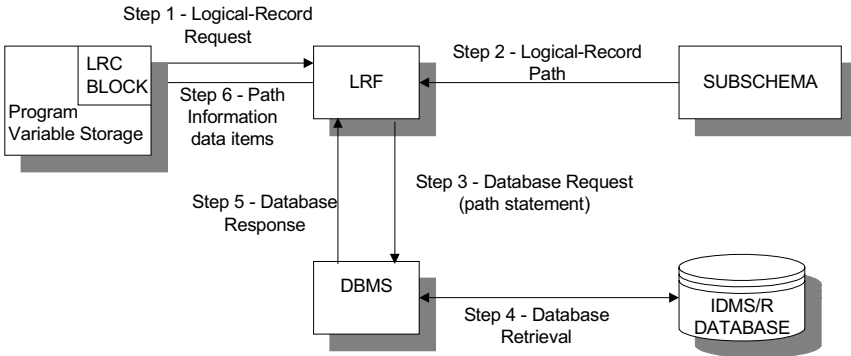 Step 1 - Logical-Record
Request
LRC
BLOCK
Program
Variable Storage
Step 6 - Path
Information
data items
LRF
Step 2 - Logical-Record
Path
SUBSCHEMA
Step 5 - Database
Response
Step 3 - Database Request
(path statement)
DBMS
Step 4 - Database
Retrieval
IDMS/R
DATABASE